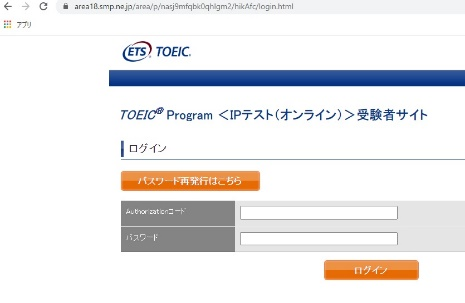 area18.smp.ne.jp/area/p/nasj9mfqbk0qhlgm2/hikAfc/login.html
アプリ
ETS TOEIC.
TOEIC® Program ＜IPテスト(オンライン)＞受験者サイト
ログイン
パスワード再発行はこちら
Authorizationコード
パスワード
ログイン